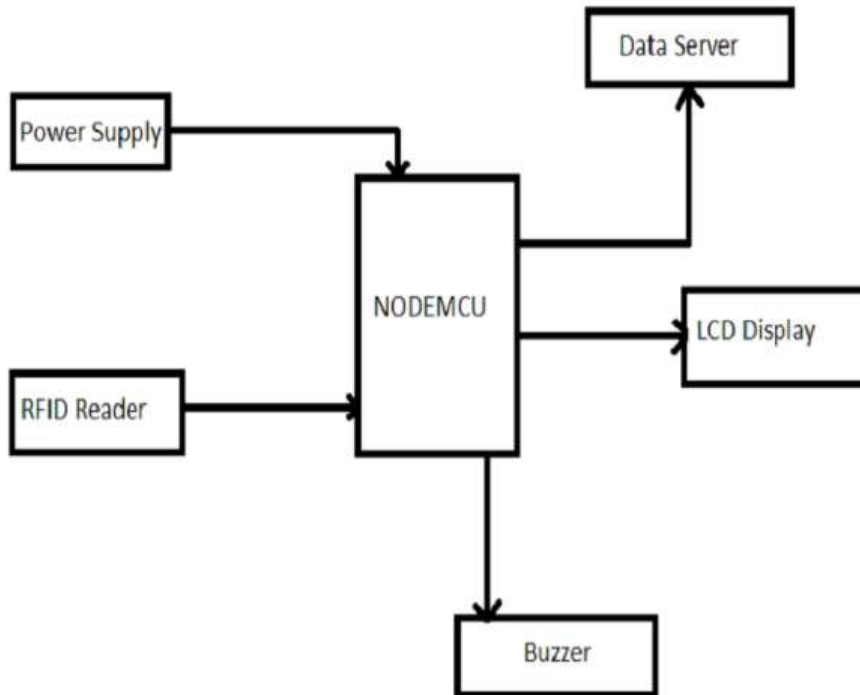 Data Server
Power Supply
NODEMCU
LCD Display
RFID Reader
Buzzer